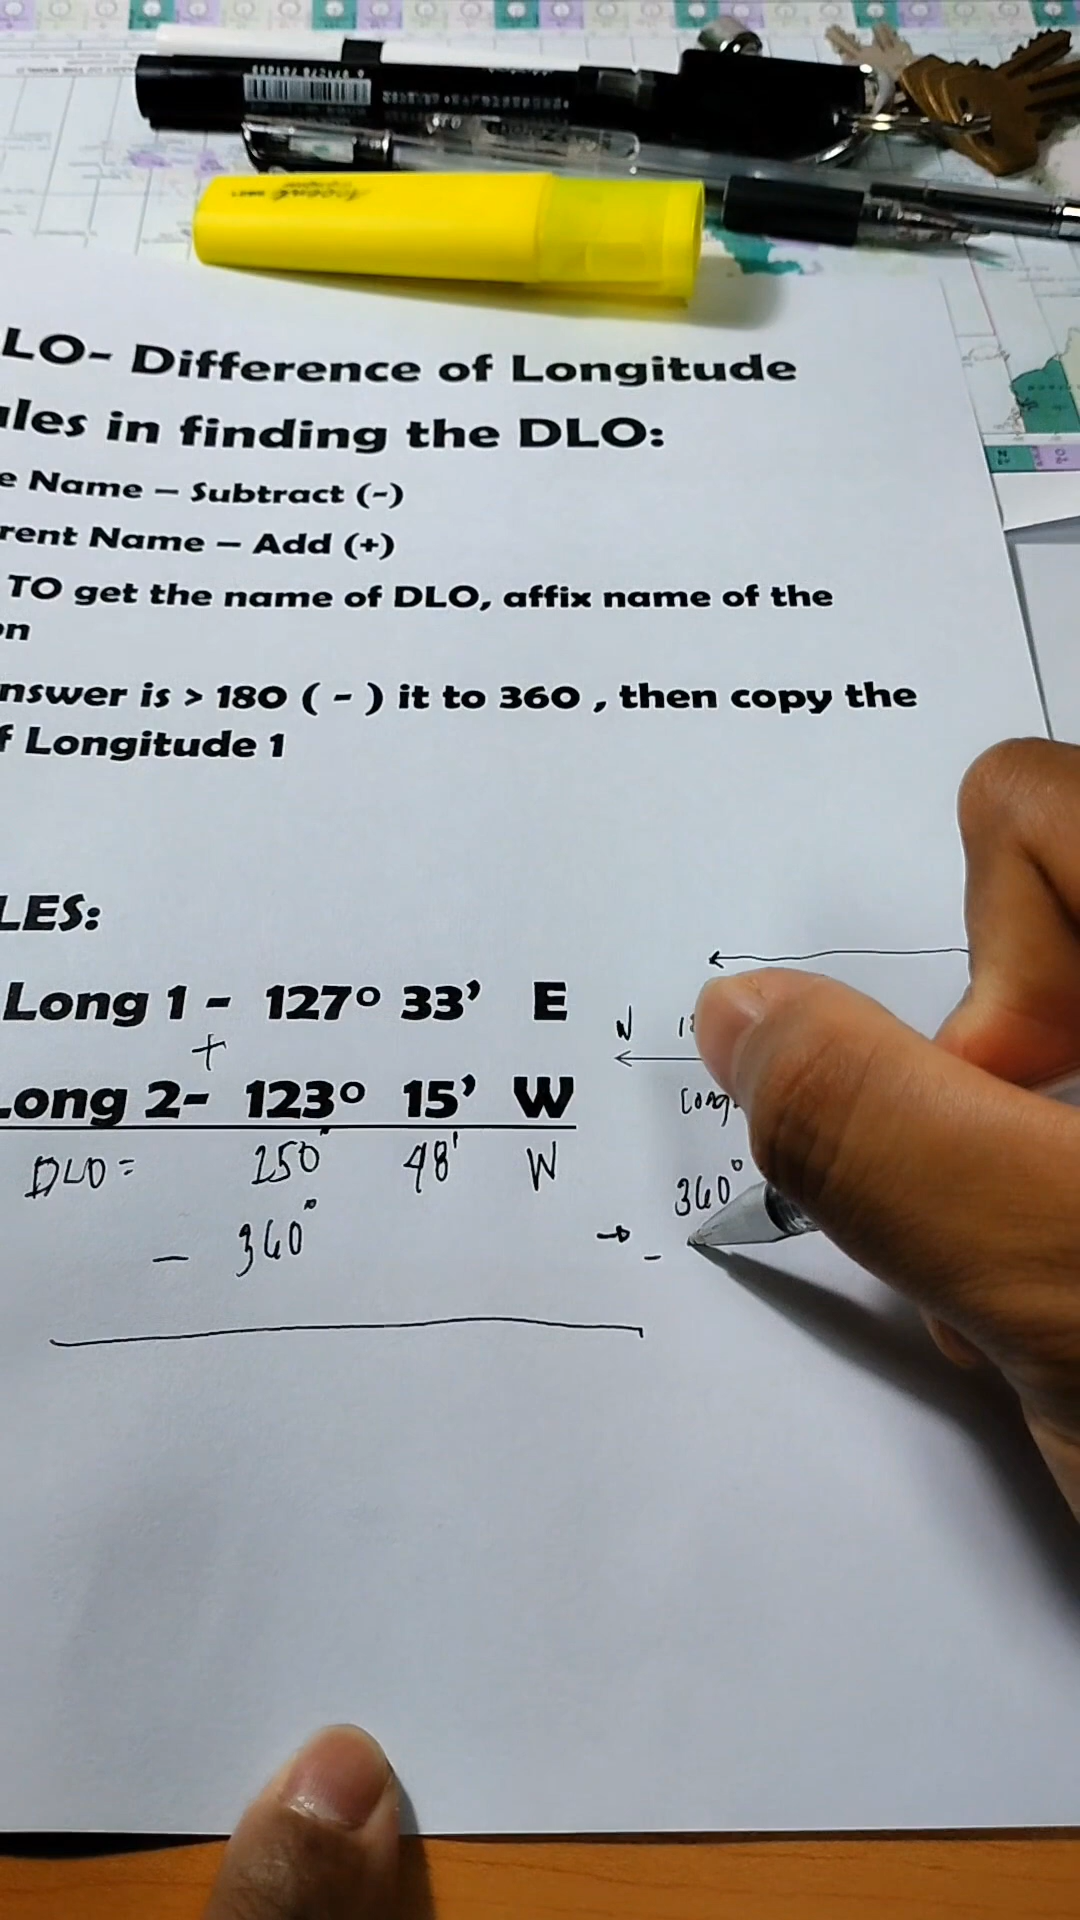 LO- Difference of Longitude
les in finding the DLO:
e Name – Subtract (-)
rent Name – Add (+)
TO get the name of DLO, affix name of the
on
nswer is > 180 ( - ) it to 360 , then copy the
f Longitude 1
LES:
Long 1 - 127° 33’ E
+
Long 2- 123° 15’ W
DLO = 250° 48' W
- 360°
W
Long
360°
-